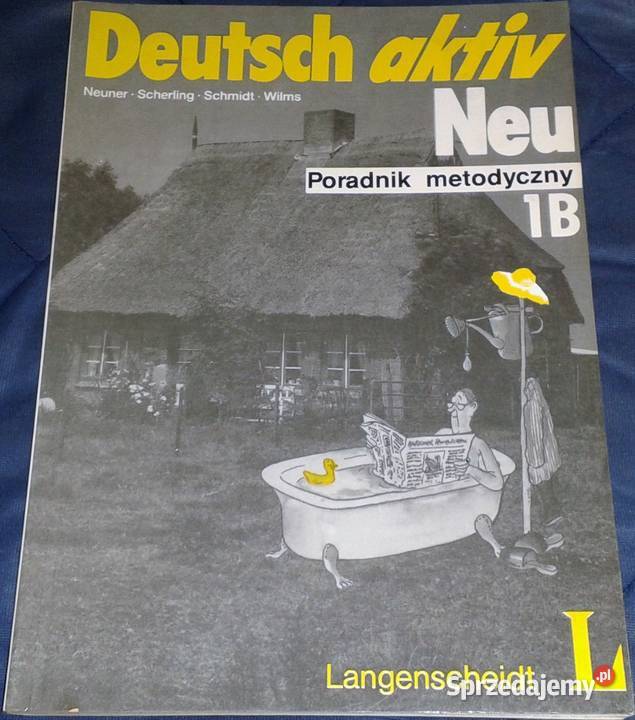 Deutsch aktiv
Neuner · Scherling · Schmidt · Wilms
Neu
Poradnik metodyczny
1B
Langenscheidt L
Sprzedajemy.pl